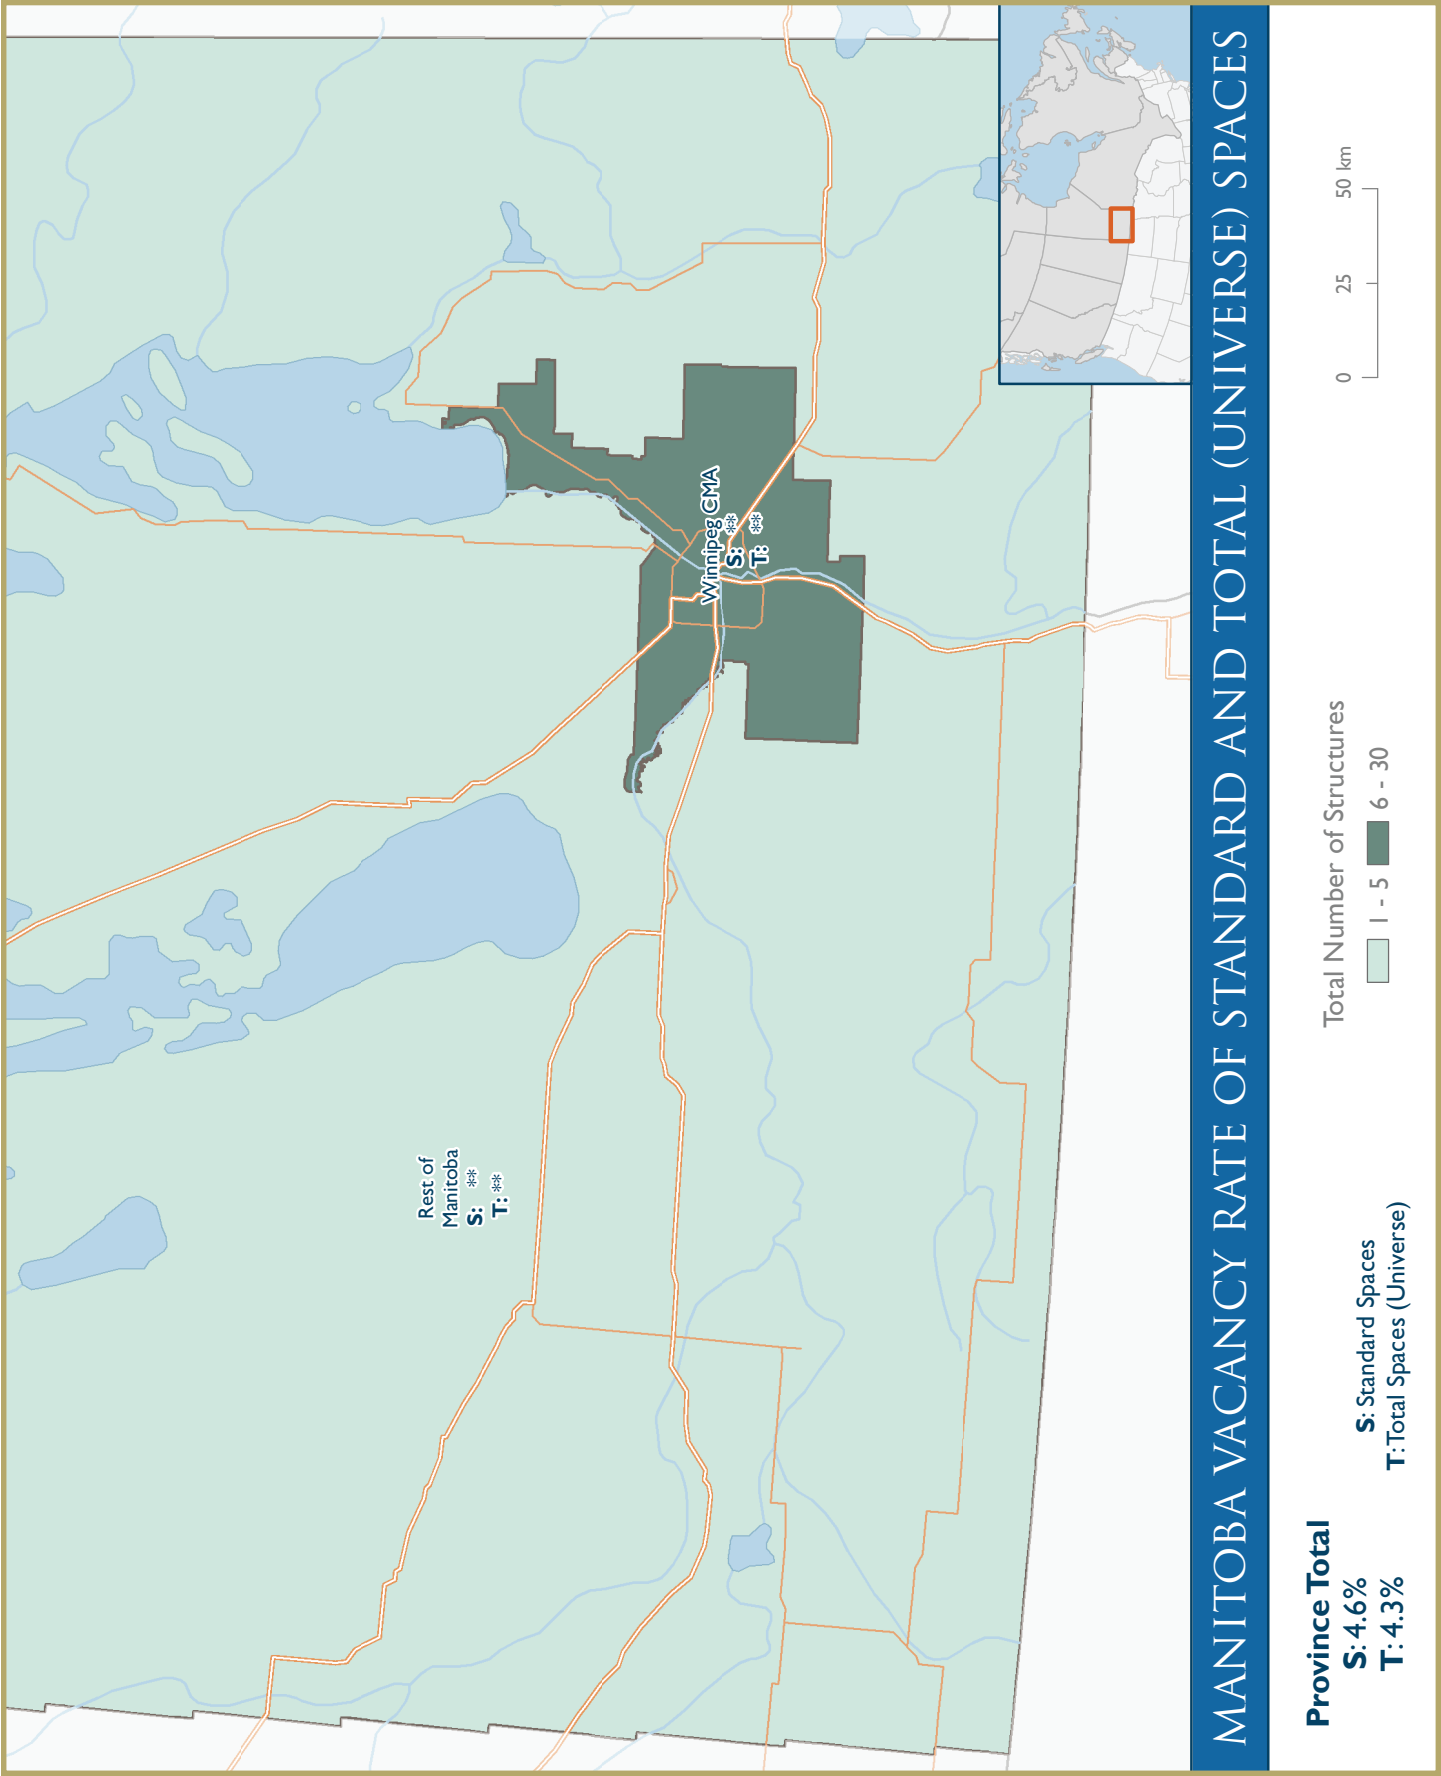 Rest of
Manitoba
S: **
T: **
Winnipeg CMA
S: **
T: **
MANITOBA VACANCY RATE OF STANDARD AND TOTAL (UNIVERSE) SPACES
Province Total
S: 4.6%
T: 4.3%
S: Standard Spaces
T: Total Spaces (Universe)
Total Number of Structures
1 - 5
6 - 30
0 25 50 km